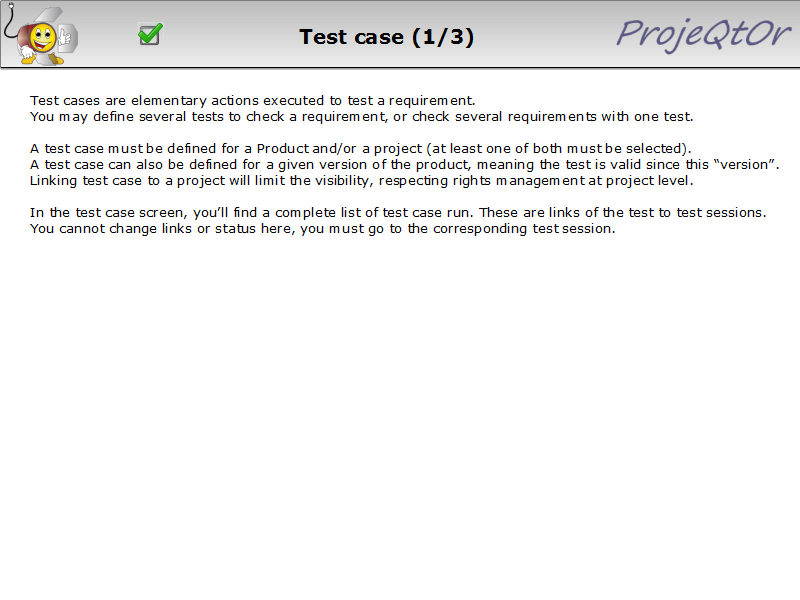 Test case (1/3)
ProjeQtOr
Test cases are elementary actions executed to test a requirement.
You may define several tests to check a requirement, or check several requirements with one test.
A test case must be defined for a Product and/or a project (at least one of both must be selected).
A test case can also be defined for a given version of the product, meaning the test is valid since this “version”.
Linking test case to a project will limit the visibility, respecting rights management at project level.
In the test case screen, you’ll find a complete list of test case run. These are links of the test to test sessions.
You cannot change links or status here, you must go to the corresponding test session.